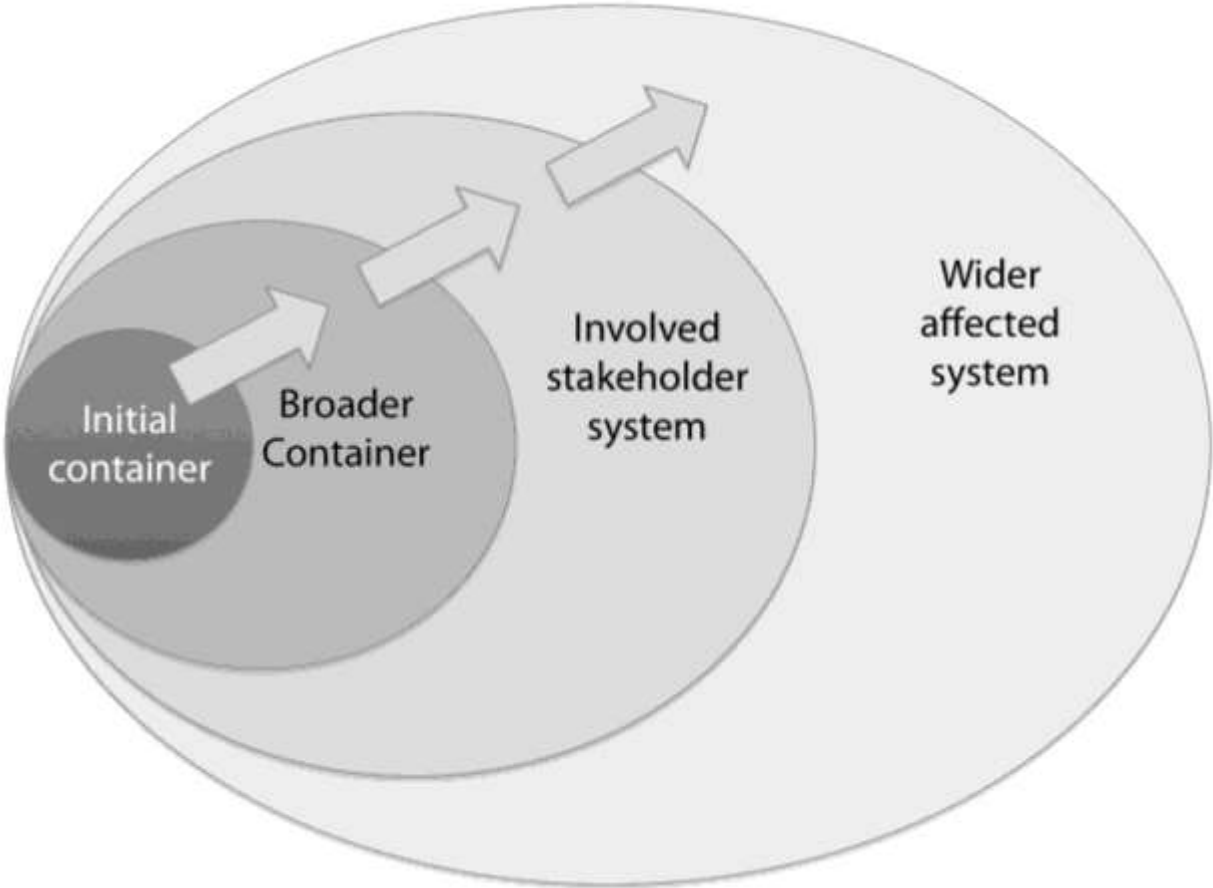 Initial
container
Broader
Container
Involved
stakeholder
system
Wider
affected
system